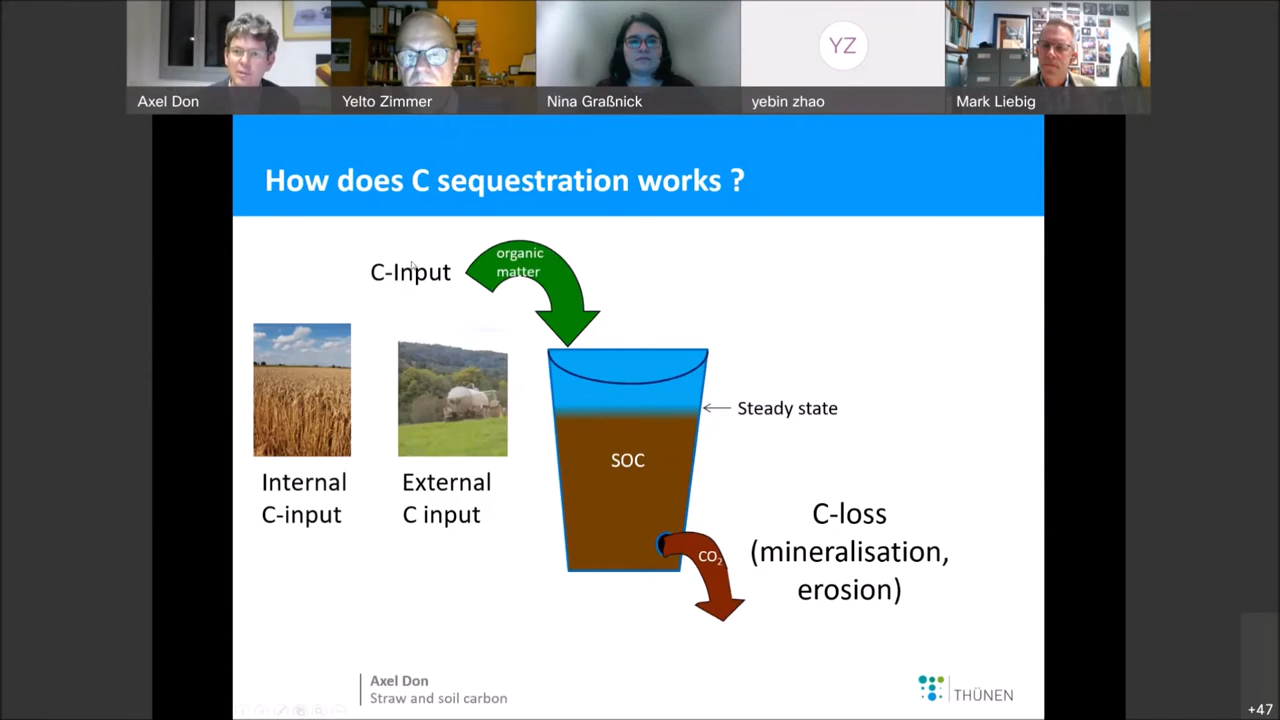 YZ
Axel Don
Yelto Zimmer
Nina Graßnick
yebin zhao
Mark Liebig
How does C sequestration works ?
C-Input
organic
matter
Steady state
SOC
Internal
C-input
External
C input
CO₂
C-loss
(mineralisation,
erosion)
Axel Don
Straw and soil carbon
THÜNEN
+47